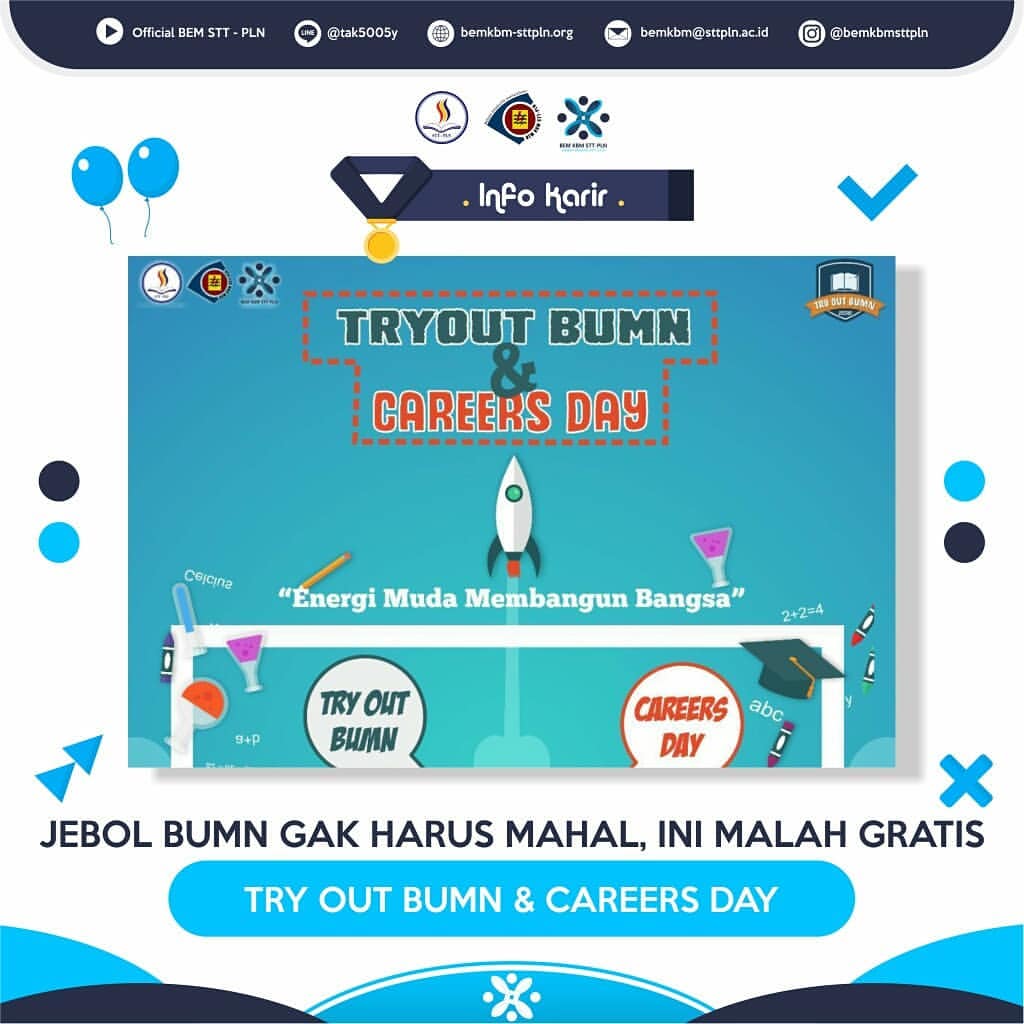 Official BEM STT - PLN
LINE
@tak5005y
bemkbm-sttpln.org
bemkbm@sttpln.ac.id
@bemkbmsttpln
STT - PLN
BEM KBM STT-PLN
. Info Karir .
BEM KBM STT-PLN
TRY OUT BUMN
TRYOUT BUMN
&
CAREERS DAY
Celcius
“Energi Muda Membangun Bangsa”
2+2=4
TRY OUT
BUMN
CAREERS
DAY
abc
y
a+b
JEBOL BUMN GAK HARUS MAHAL, INI MALAH GRATIS
TRY OUT BUMN & CAREERS DAY